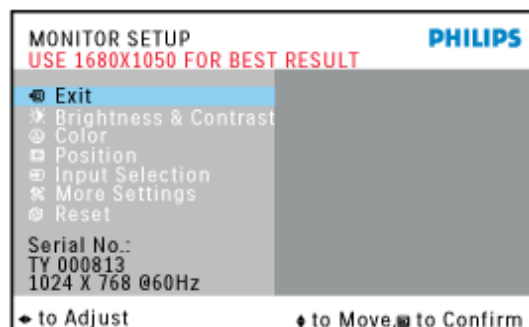 MONITOR SETUP
PHILIPS
USE 1680X1050 FOR BEST RESULT
Exit
Brightness & Contrast
Color
Position
Input Selection
More Settings
Reset
Serial No.:
TY 000813
1024 X 768 @60Hz
to Adjust
to Move, to Confirm